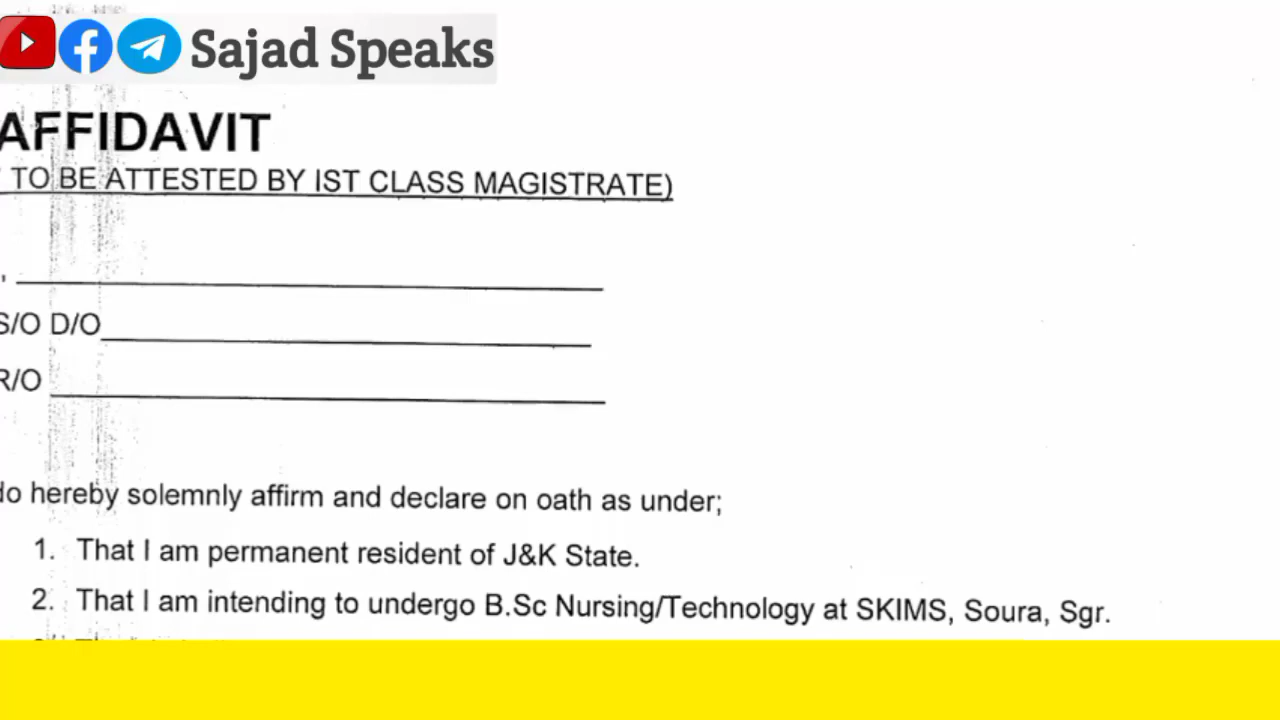 Sajad Speaks
AFFIDAVIT
TO BE ATTESTED BY IST CLASS MAGISTRATE)
S/O D/O
R/O
do hereby solemnly affirm and declare on oath as under;
1. That I am permanent resident of J&K State.
2. That I am intending to undergo B.Sc Nursing/Technology at SKIMS, Soura, Sgr.